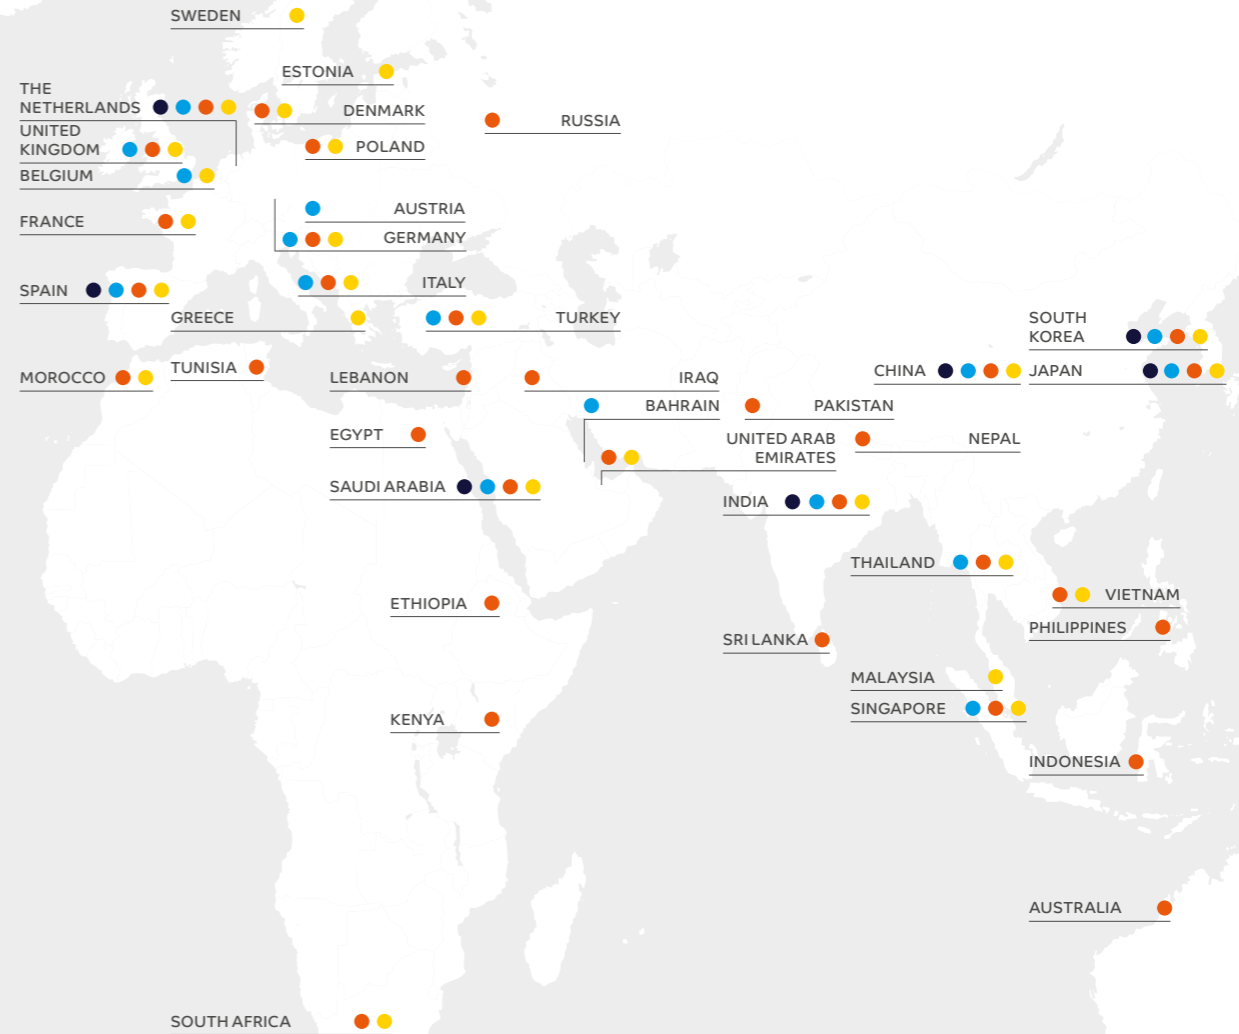 SWEDEN
ESTONIA
THE
NETHERLANDS
DENMARK
RUSSIA
UNITED
KINGDOM
POLAND
BELGIUM
AUSTRIA
FRANCE
GERMANY
ITALY
SPAIN
GREECE
TURKEY
SOUTH
KOREA
TUNISIA
MOROCCO
LEBANON
IRAQ
CHINA
JAPAN
BAHRAIN
PAKISTAN
EGYPT
UNITED ARAB
EMIRATES
NEPAL
SAUDI ARABIA
INDIA
THAILAND
VIETNAM
ETHIOPIA
PHILIPPINES
SRI LANKA
MALAYSIA
SINGAPORE
KENYA
INDONESIA
AUSTRALIA
SOUTH AFRICA